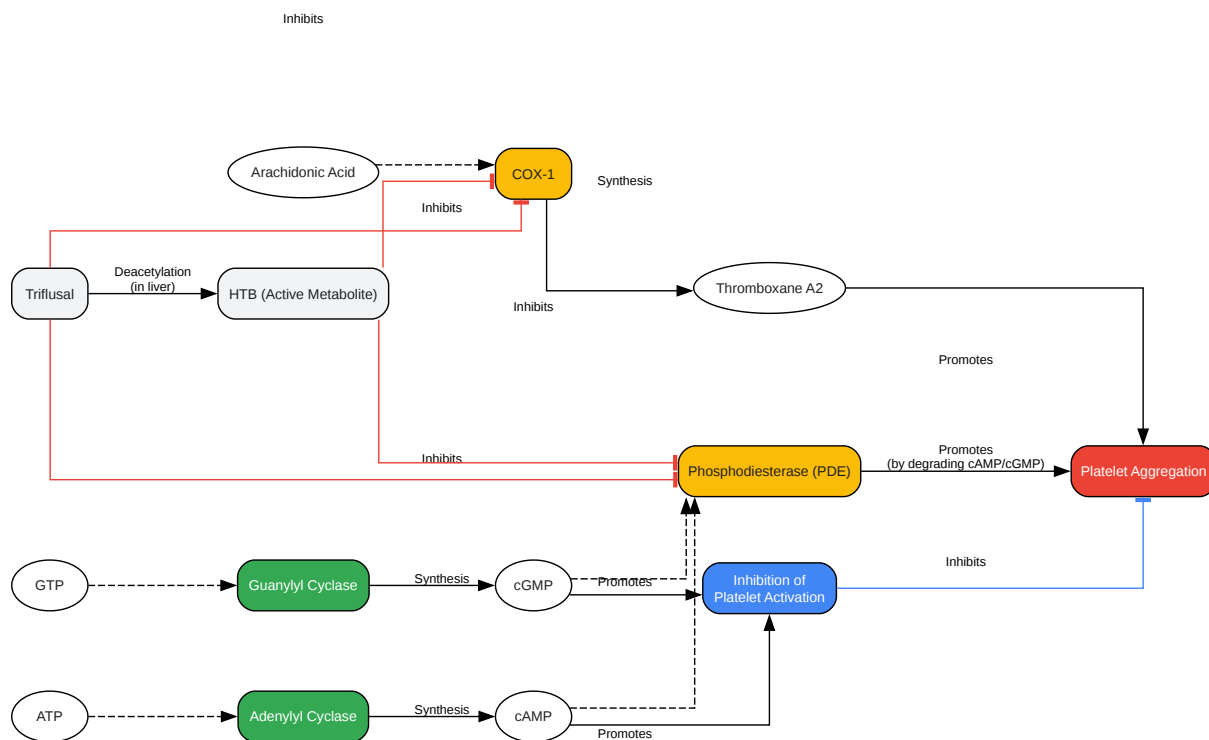 Inhibits
Arachidonic Acid
COX-1
Synthesis
Inhibits
Deacetylation
(in liver)
Triflusal
HTB (Active Metabolite)
Thromboxane A2
Inhibits
Promotes
Inhibits
Phosphodiesterase (PDE)
Promotes
(by degrading cAMP/cGMP)
Platelet Aggregation
Inhibits
GTP
Guanylyl Cyclase
Synthesis
cGMP
Promotes
Inhibition of
Platelet Activation
ATP
Adenylyl Cyclase
Synthesis
cAMP
Promotes